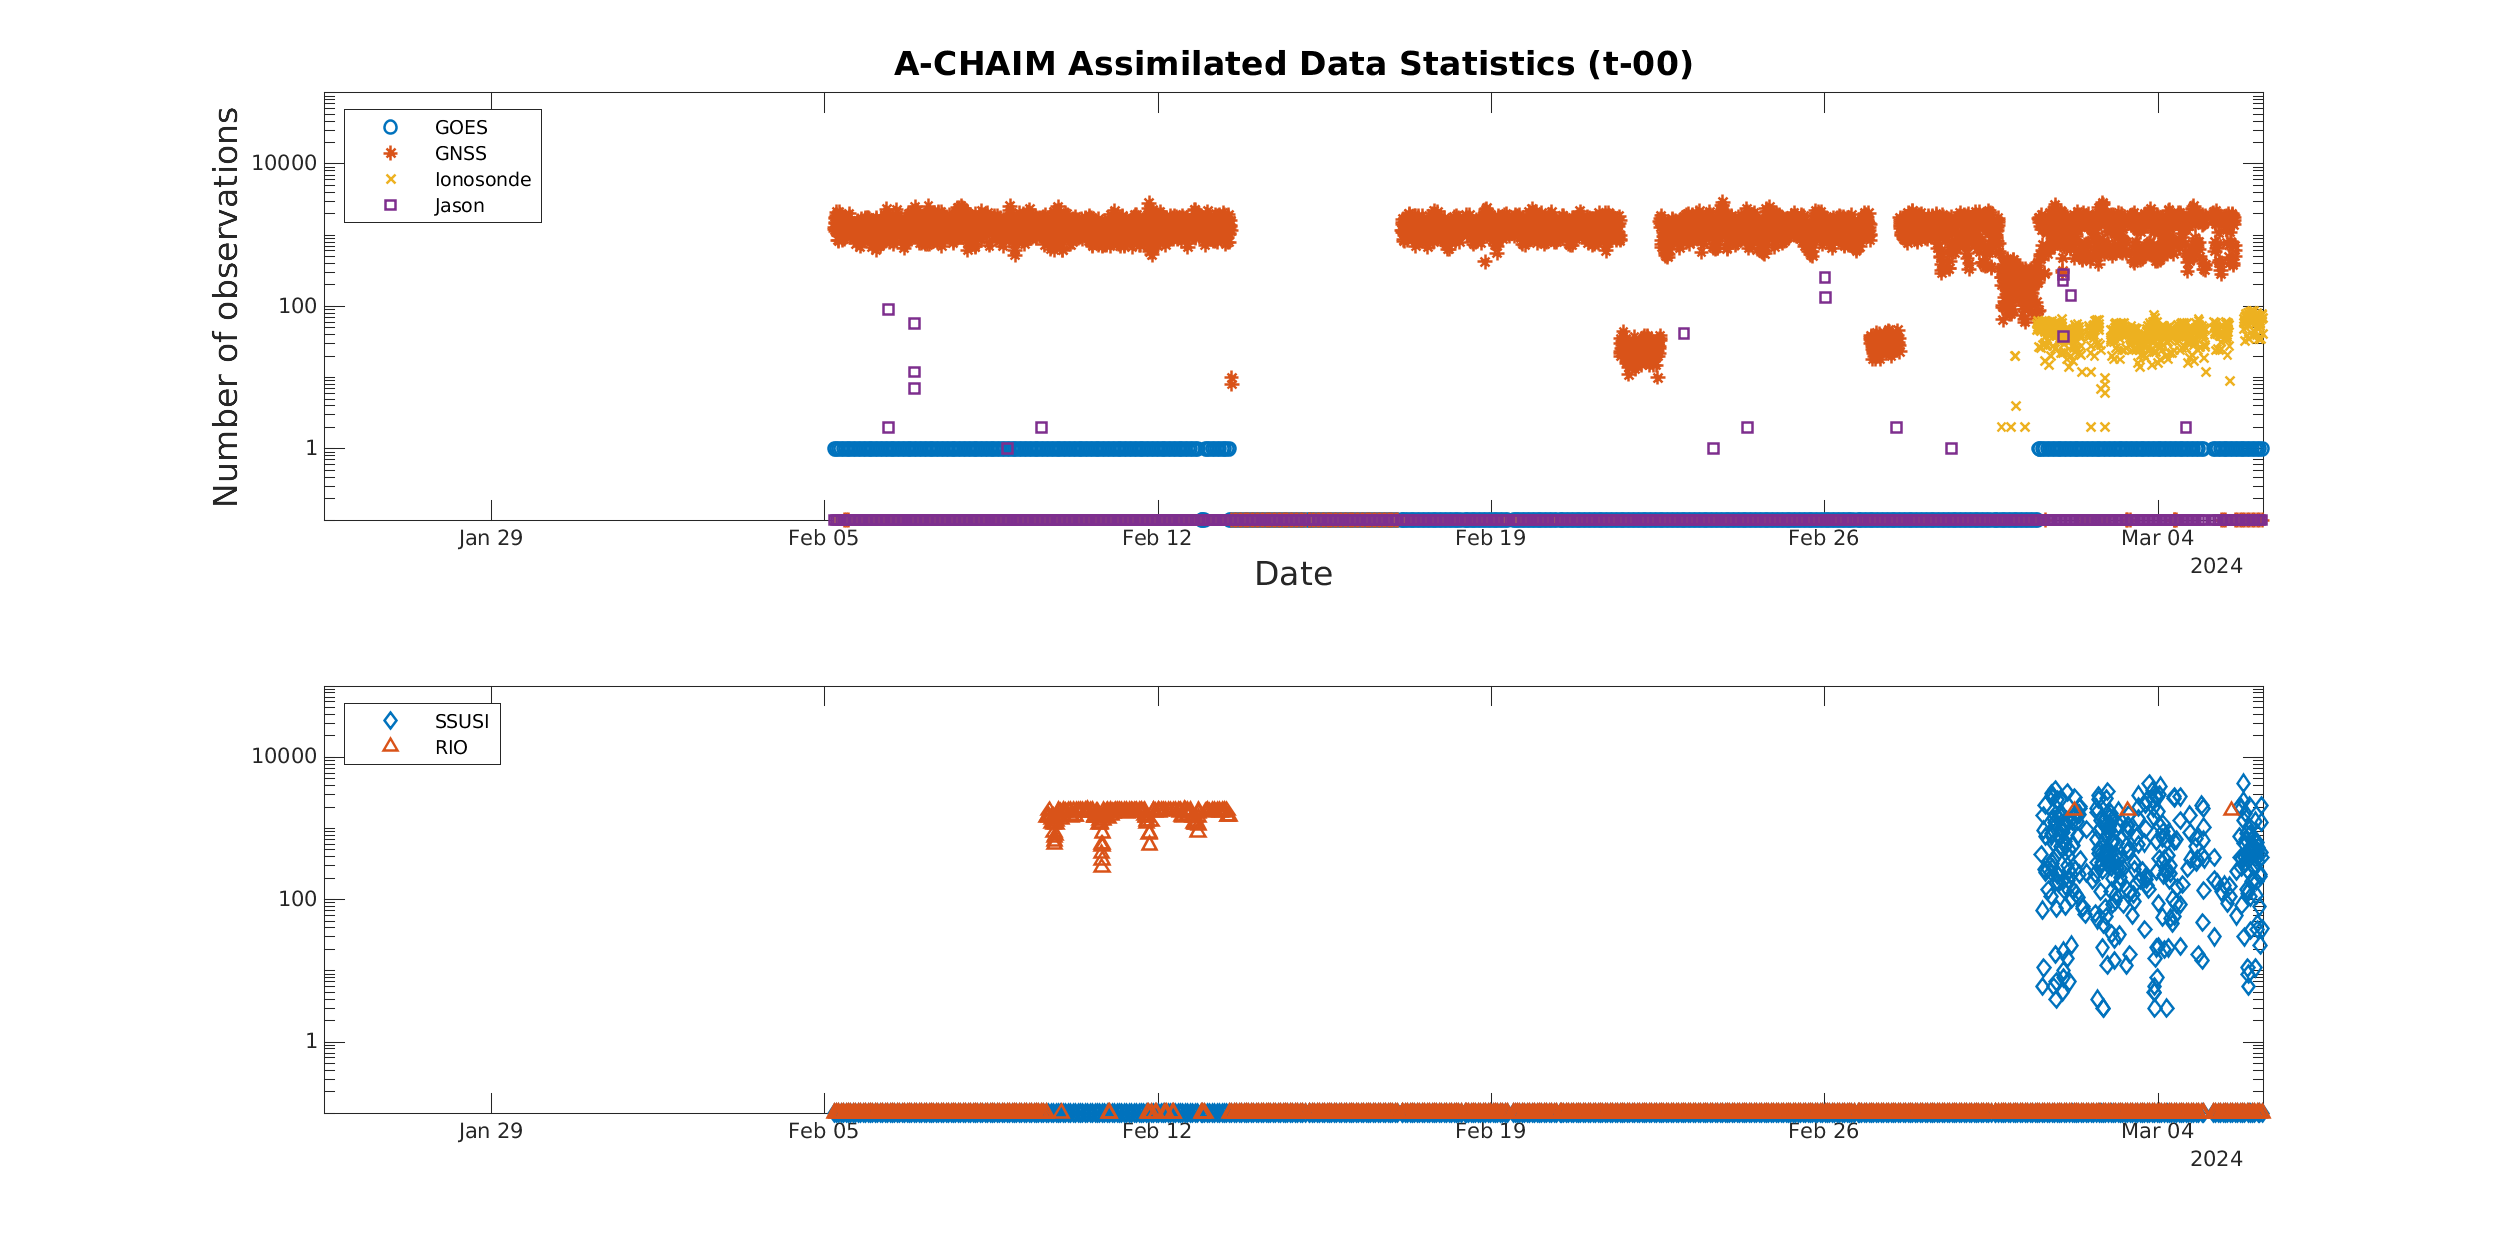 A-CHAIM Assimilated Data Statistics (t-00)
Number of observations
GOES
GNSS
Ionosonde
Jason
10000
100
1
Jan 29 Feb 05 Feb 12 Feb 19 Feb 26 Mar 04
2024
Date
SSUSI
RIO
10000
100
1
Jan 29 Feb 05 Feb 12 Feb 19 Feb 26 Mar 04
2024